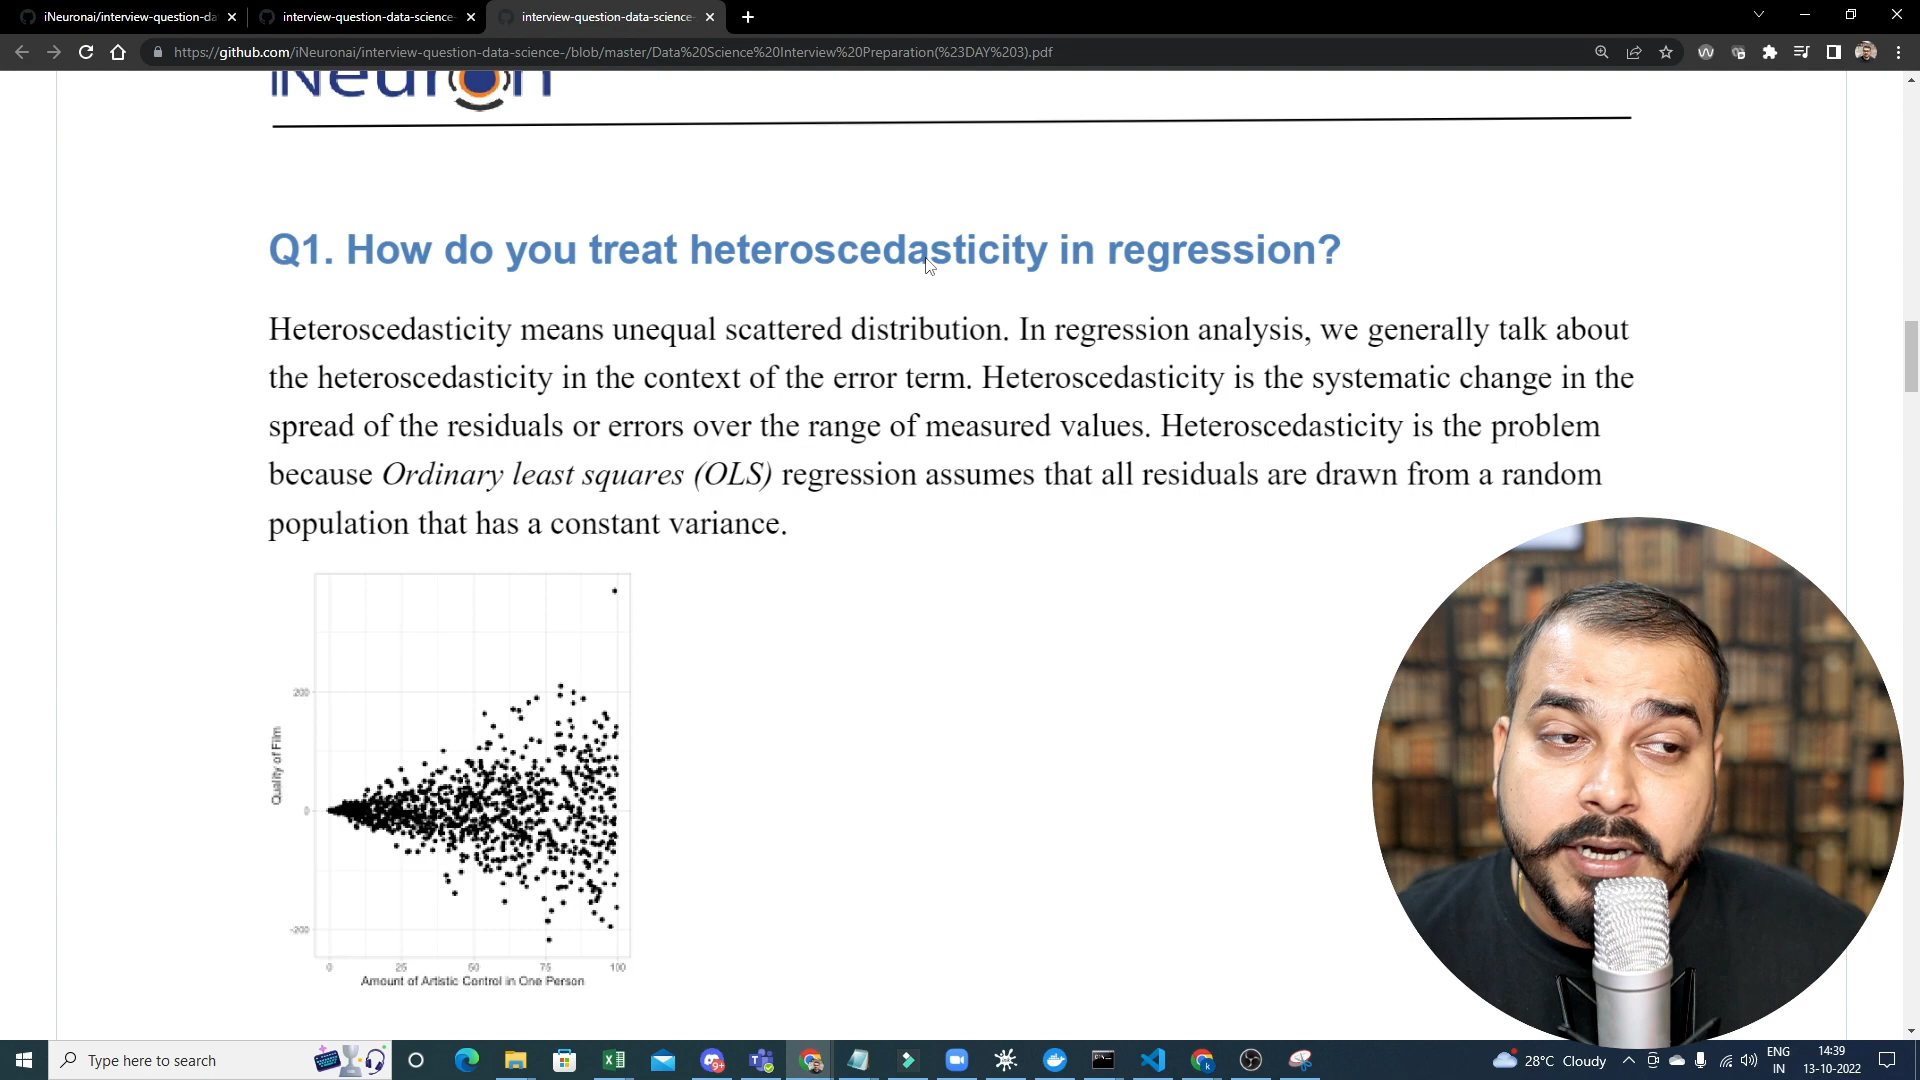 iNeuronai/interview-question-da
interview-question-data-science-
interview-question-data-science-
https://github.com/iNeuronai/interview-question-data-science-/blob/master/Data%20Science%20Interview%20Preparation(%23DAY%203).pdf
iNeuron
Q1. How do you treat heteroscedasticity in regression?
Heteroscedasticity means unequal scattered distribution. In regression analysis, we generally talk about
the heteroscedasticity in the context of the error term. Heteroscedasticity is the systematic change in the
spread of the residuals or errors over the range of measured values. Heteroscedasticity is the problem
because Ordinary least squares (OLS) regression assumes that all residuals are drawn from a random
population that has a constant variance.
200
Quality of Film
0
-200
0 25 50 75 100
Amount of Artistic Control in One Person
Type here to search
9+
28°C Cloudy
ENG
IN
14:39
13-10-2022